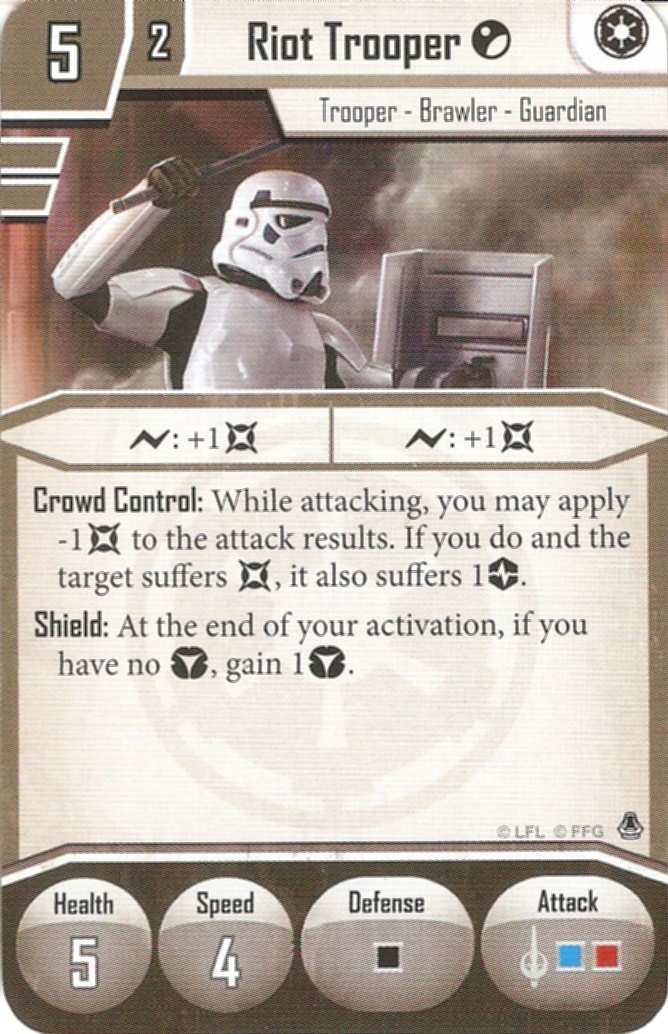 5
2
Riot Trooper
Trooper - Brawler - Guardian
: +1
: +1
Crowd Control: While attacking, you may apply
-1 to the attack results. If you do and the
target suffers , it also suffers 1 .
Shield: At the end of your activation, if you
have no , gain 1 .
© LFL © FFG
Health
Speed
Defense
Attack
5
4